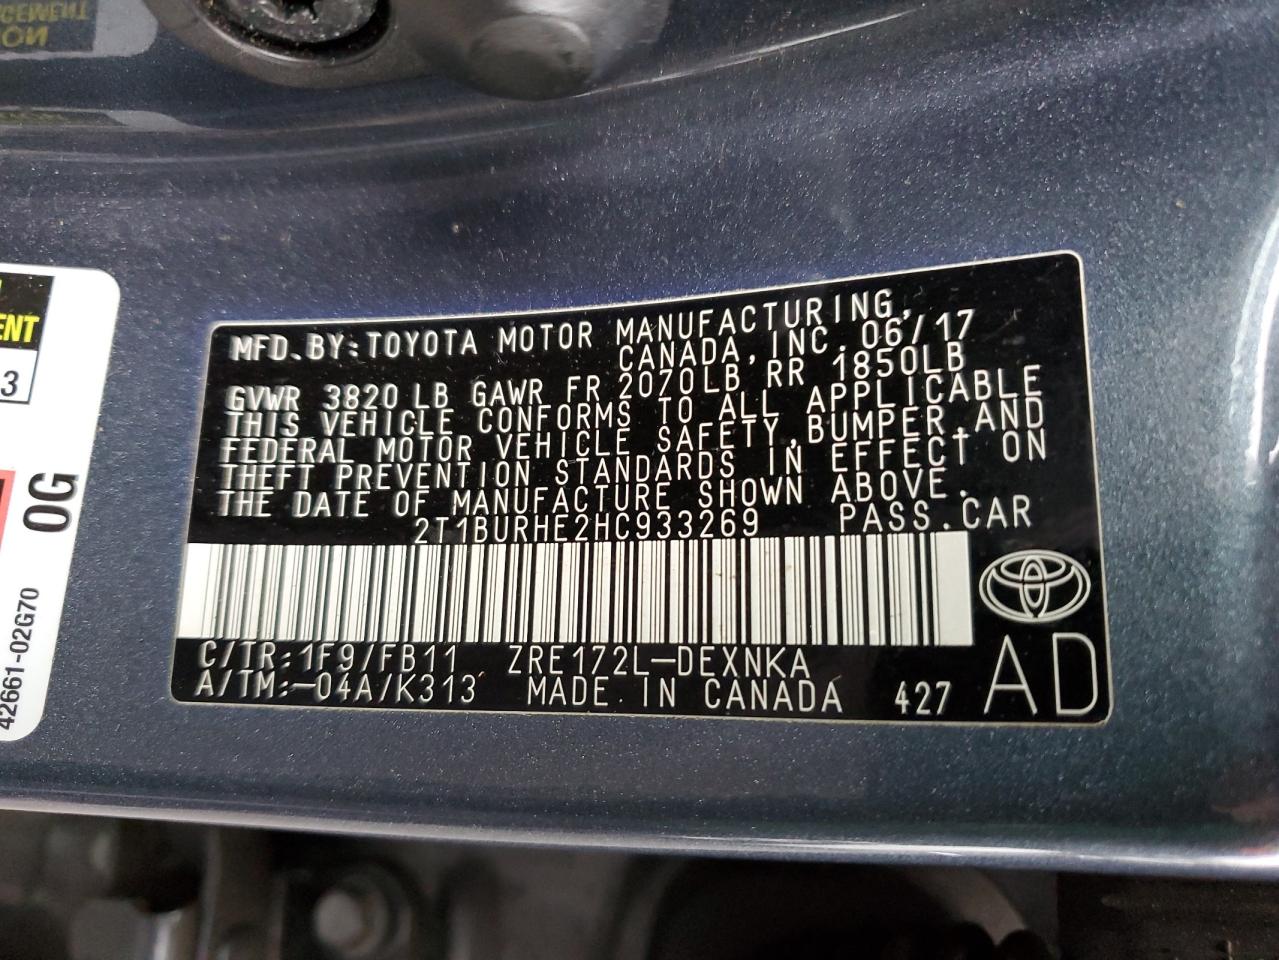 MFD.BY:TOYOTA MOTOR MANUFACTURING,
CANADA,INC.06/17
GVWR 3820 LB GAWR FR 2070LB RR 1850LB
THIS VEHICLE CONFORMS TO ALL APPLICABLE
FEDERAL MOTOR VEHICLE SAFETY,BUMPER,AND
THEFT PREVENTION STANDARDS IN EFFECT ON
THE DATE OF MANUFACTURE SHOWN ABOVE.
2T1BURHE2HC933269 PASS.CAR
C/TR:1F9/FB11 ZRE172L-DEXNKA
A/TM:-04A/K313 MADE IN CANADA 427
AD
ENT
3
0G
42661-02G70